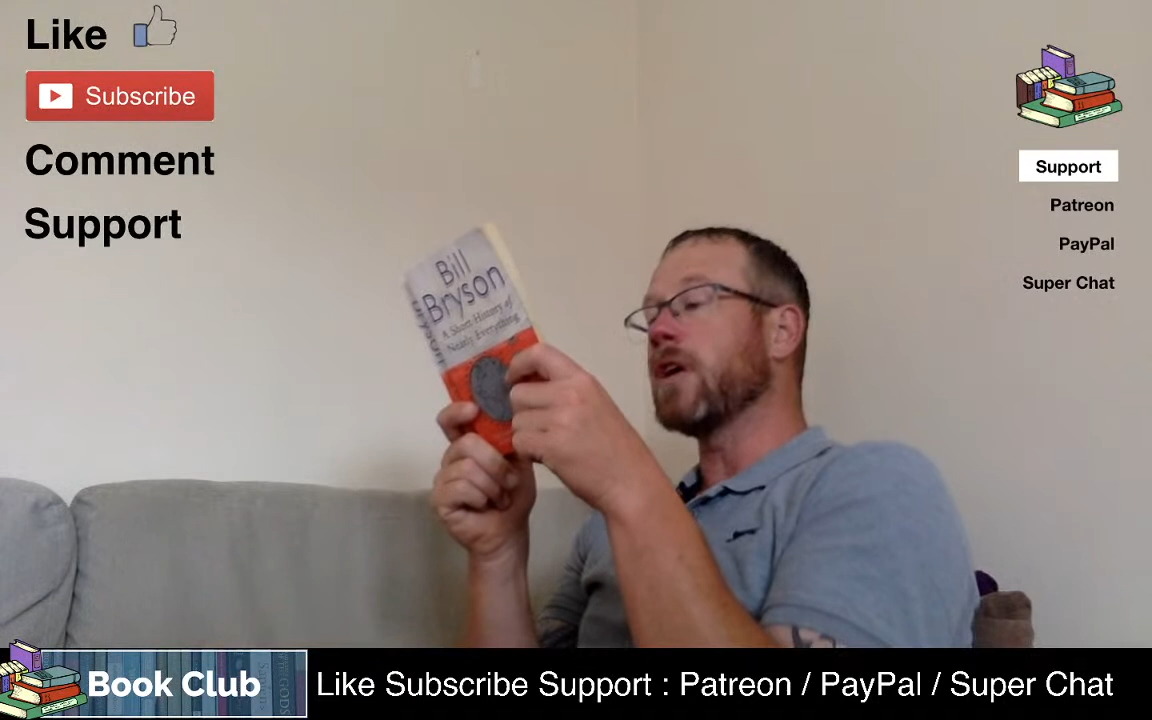 Like
Subscribe
Comment
Support
Support
Patreon
PayPal
Super Chat
Bill
Bryson
A Short History of
Nearly Everything
Book Club
Like Subscribe Support : Patreon / PayPal / Super Chat